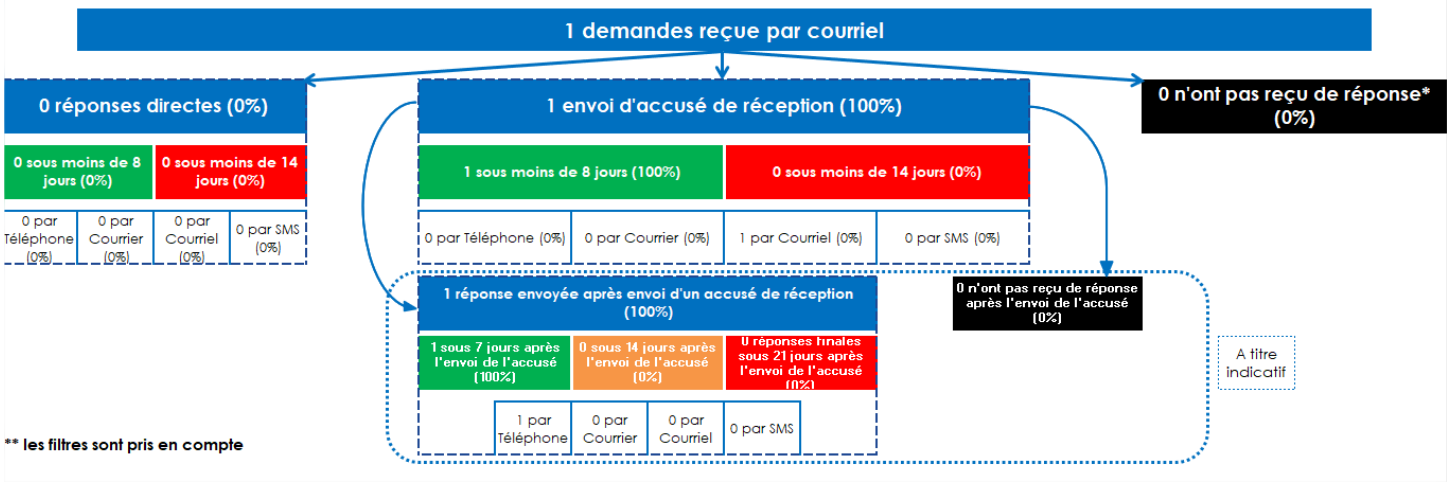 1 demandes reçue par courriel
0 réponses directes (0%)
1 envoi d'accusé de réception (100%)
0 n'ont pas reçu de réponse*
(0%)
0 sous moins de 8
jours (0%)
0 sous moins de 14
jours (0%)
1 sous moins de 8 jours (100%)
0 sous moins de 14 jours (0%)
0 par
Téléphone
(0%)
0 par
Courrier
(0%)
0 par
Courriel
(0%)
0 par SMS
(0%)
0 par Téléphone (0%)
0 par Courrier (0%)
1 par Courriel (0%)
0 par SMS (0%)
1 réponse envoyée après envoi d'un accusé de réception
(100%)
0 n'ont pas reçu de réponse
après l'envoi de l'accusé
(0%)
1 sous 7 jours après
l'envoi de l'accusé
(100%)
0 sous 14 jours après
l'envoi de l'accusé
(0%)
0 réponses finales
sous 21 jours après
l'envoi de l'accusé
(0%)
A titre
indicatif
1 par
Téléphone
0 par
Courrier
0 par
Courriel
0 par SMS
** les filtres sont pris en compte